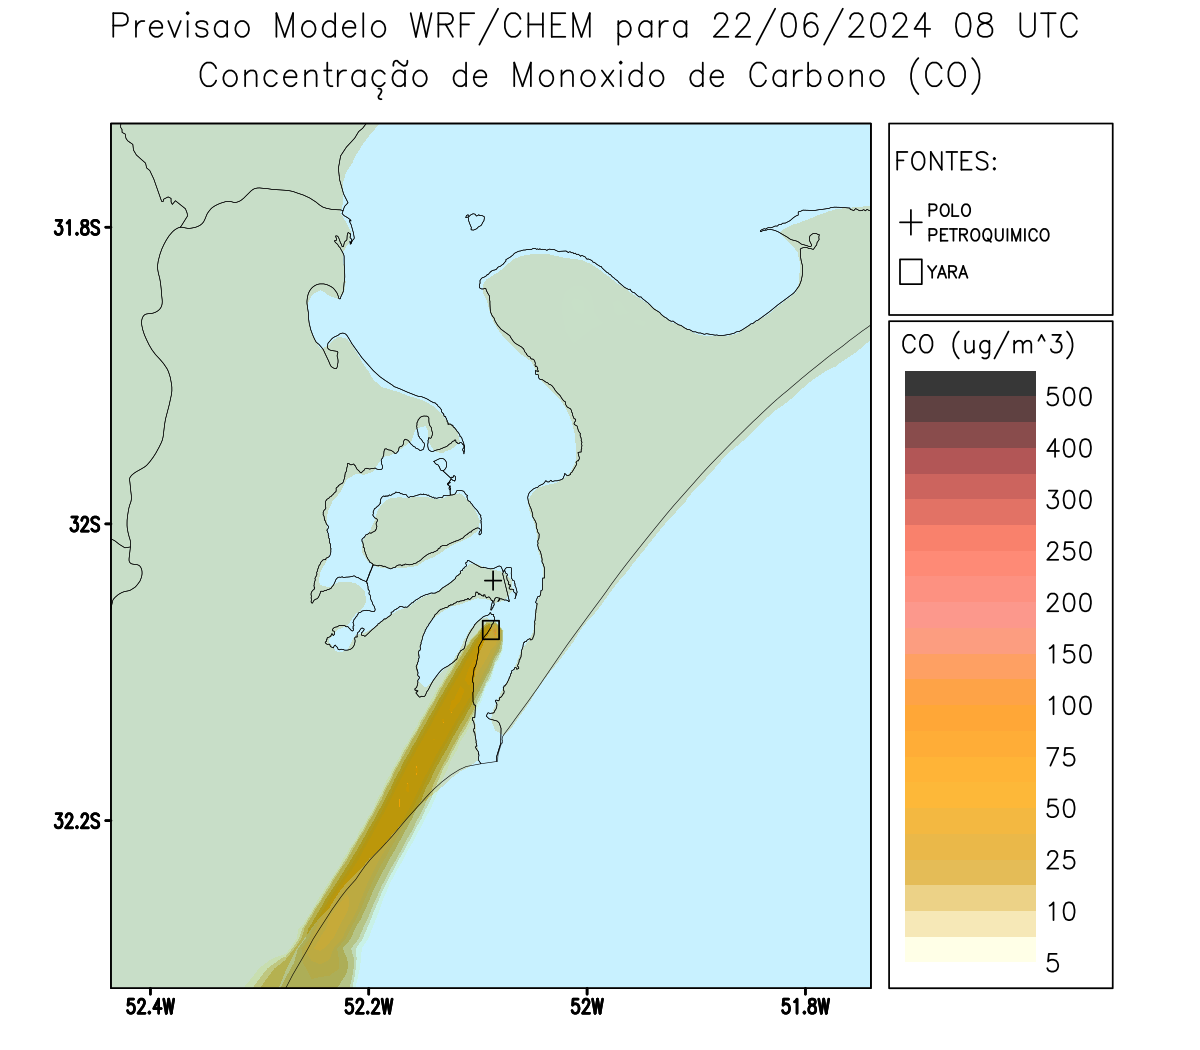 Previsao Modelo WRF/CHEM para 22/06/2024 08 UTC
Concentração de Monoxido de Carbono (CO)
FONTES:
POLO
PETROQUIMICO
YARA
CO (ug/m^3)
500
400
300
250
200
150
100
75
50
25
10
5
31.8S
32S
32.2S
52.4W
52.2W
52W
51.8W